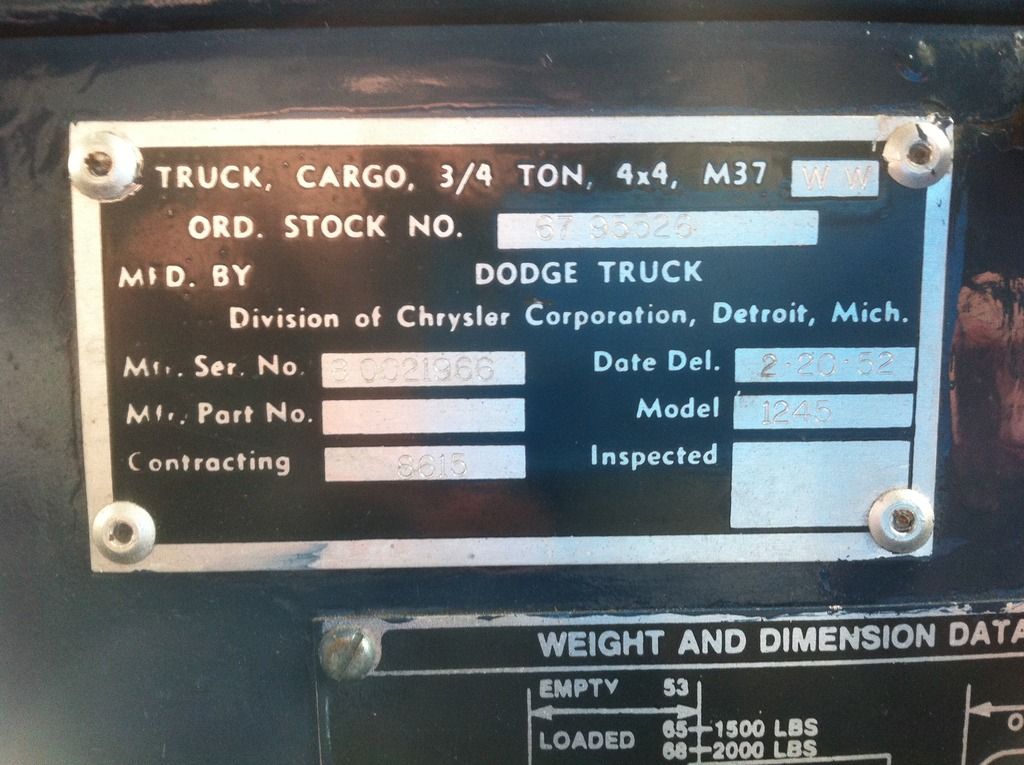 TRUCK, CARGO, 3/4 TON, 4x4, M37 WW
ORD. STOCK NO. 67 95526
MFD. BY DODGE TRUCK
Division of Chrysler Corporation, Detroit, Mich.
Mfr. Ser. No. 80021966 Date Del. 2·20·52
Mfr. Part No. Model 1245
Contracting 8615 Inspected
WEIGHT AND DIMENSION DATA
EMPTY 53
65 1500 LBS
LOADED 68 2000 LBS